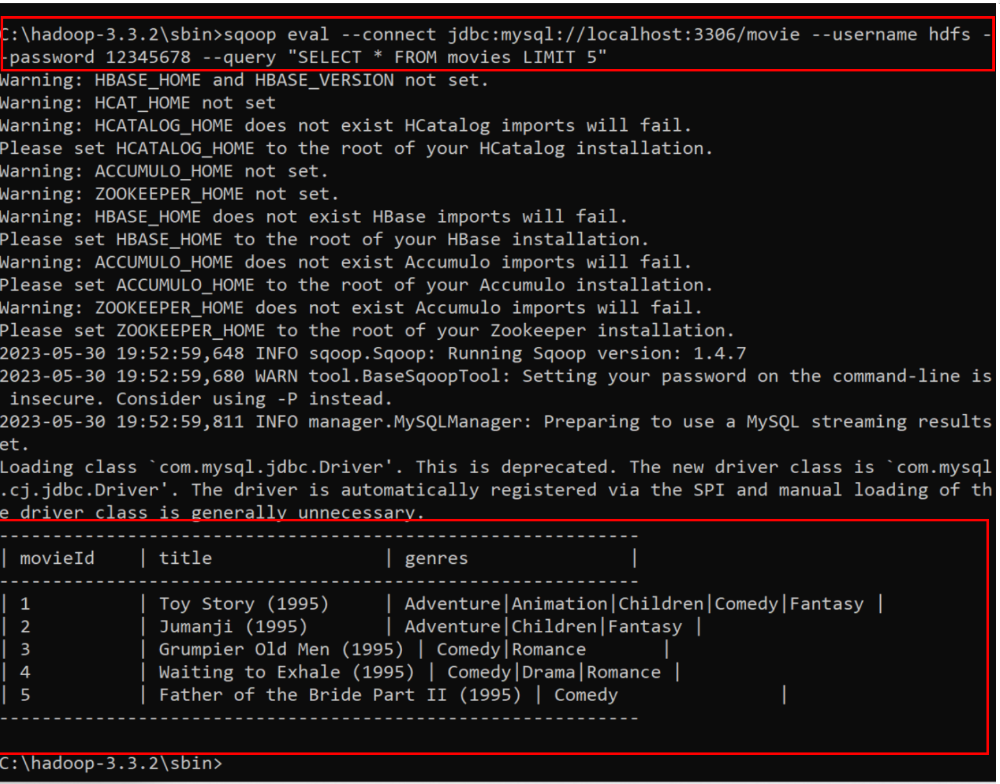 C:\hadoop-3.3.2\sbin>sqoop eval --connect jdbc:mysql://localhost:3306/movie --username hdfs -
-password 12345678 --query "SELECT * FROM movies LIMIT 5"
Warning: HBASE_HOME and HBASE_VERSION not set.
Warning: HCAT_HOME not set
Warning: HCATALOG_HOME does not exist HCatalog imports will fail.
Please set HCATALOG_HOME to the root of your HCatalog installation.
Warning: ACCUMULO_HOME not set.
Warning: ZOOKEEPER_HOME not set.
Warning: HBASE_HOME does not exist HBase imports will fail.
Please set HBASE_HOME to the root of your HBase installation.
Warning: ACCUMULO_HOME does not exist Accumulo imports will fail.
Please set ACCUMULO_HOME to the root of your Accumulo installation.
Warning: ZOOKEEPER_HOME does not exist Accumulo imports will fail.
Please set ZOOKEEPER_HOME to the root of your Zookeeper installation.
2023-05-30 19:52:59,648 INFO sqoop.Sqoop: Running Sqoop version: 1.4.7
2023-05-30 19:52:59,680 WARN tool.BaseSqoopTool: Setting your password on the command-line is
 insecure. Consider using -P instead.
2023-05-30 19:52:59,811 INFO manager.MySQLManager: Preparing to use a MySQL streaming results
et.
Loading class `com.mysql.jdbc.Driver'. This is deprecated. The new driver class is `com.mysql
.cj.jdbc.Driver'. The driver is automatically registered via the SPI and manual loading of th
e driver class is generally unnecessary.
------------------------------------------------------------
| movieId    | title                | genres               |
------------------------------------------------------------
| 1          | Toy Story (1995)     | Adventure|Animation|Children|Comedy|Fantasy |
| 2          | Jumanji (1995)       | Adventure|Children|Fantasy |
| 3          | Grumpier Old Men (1995) | Comedy|Romance       |
| 4          | Waiting to Exhale (1995) | Comedy|Drama|Romance |
| 5          | Father of the Bride Part II (1995) | Comedy               |
------------------------------------------------------------
C:\hadoop-3.3.2\sbin>